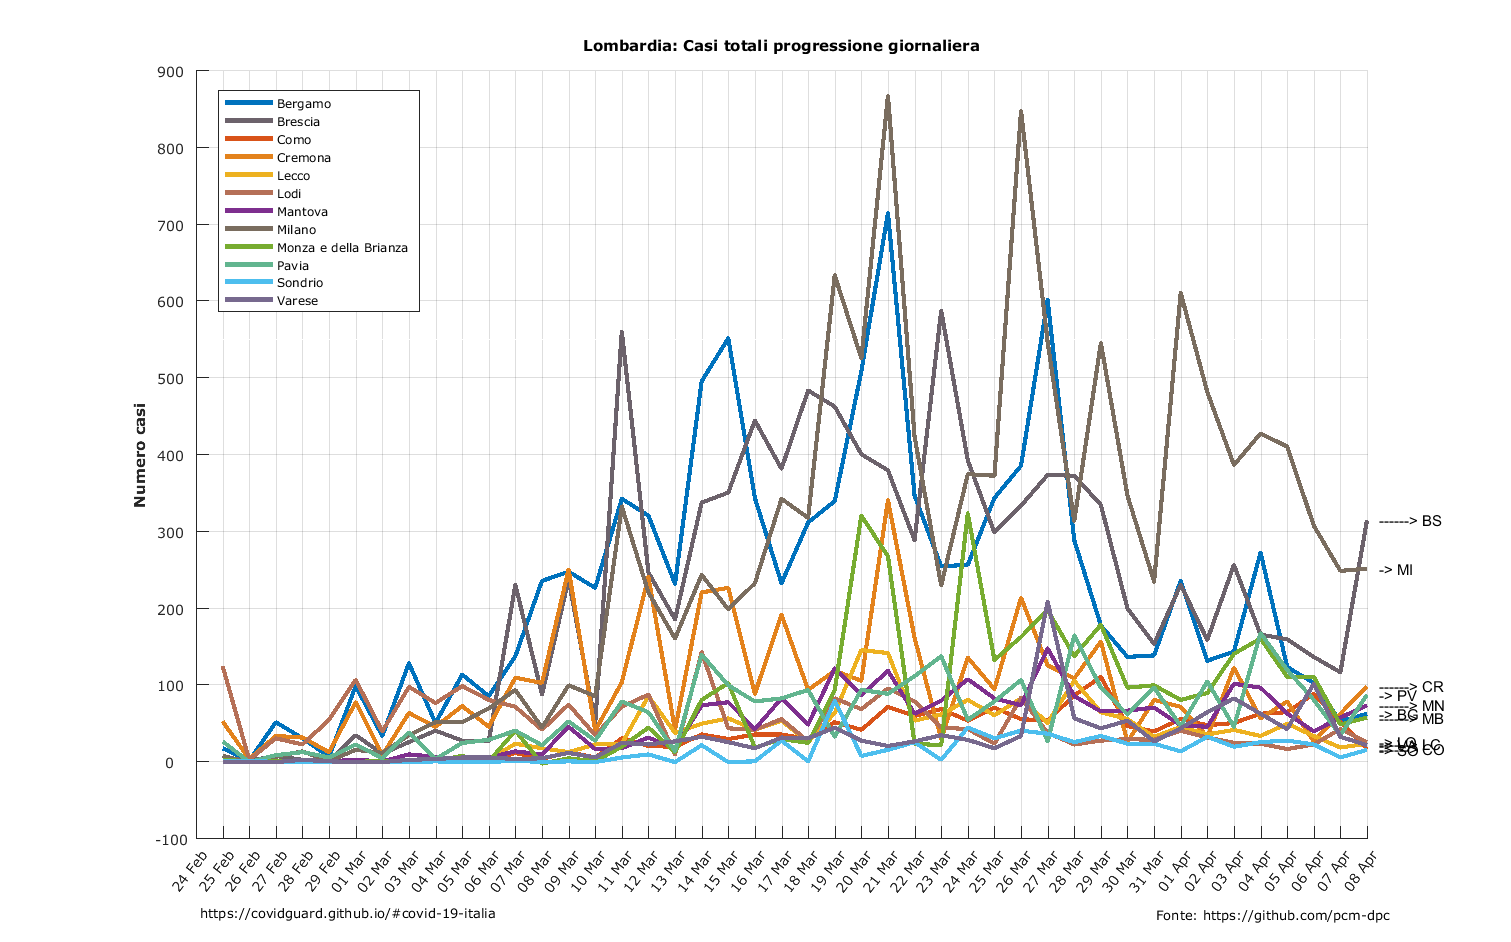 Lombardia: Casi totali progressione giornaliera
Numero casi
900
800
700
600
500
400
300
200
100
0
-100
Bergamo
Brescia
Como
Cremona
Lecco
Lodi
Mantova
Milano
Monza e della Brianza
Pavia
Sondrio
Varese
------> BS
-> MI
------> CR
-> PV
------> MN
-> BG
------> MB
24 Feb
25 Feb
26 Feb
27 Feb
28 Feb
29 Feb
01 Mar
02 Mar
03 Mar
04 Mar
05 Mar
06 Mar
07 Mar
08 Mar
09 Mar
10 Mar
11 Mar
12 Mar
13 Mar
14 Mar
15 Mar
16 Mar
17 Mar
18 Mar
19 Mar
20 Mar
21 Mar
22 Mar
23 Mar
24 Mar
25 Mar
26 Mar
27 Mar
28 Mar
29 Mar
30 Mar
31 Mar
01 Apr
02 Apr
03 Apr
04 Apr
05 Apr
06 Apr
07 Apr
08 Apr
https://covidguard.github.io/#covid-19-italia
Fonte: https://github.com/pcm-dpc